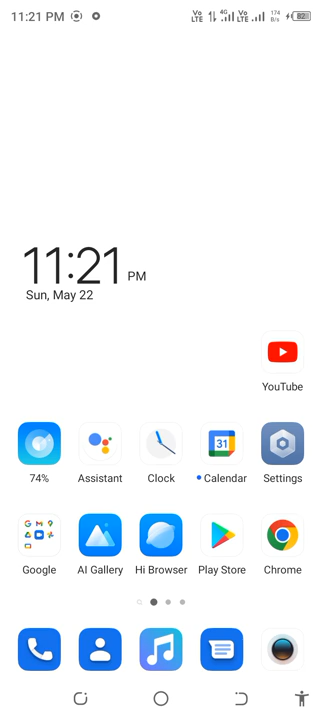 11:21 PM Vo LTE 4G Vo LTE 174 B/s 82
11:21 PM
Sun, May 22
YouTube
31
74% Assistant Clock Calendar Settings
Google AI Gallery Hi Browser Play Store Chrome